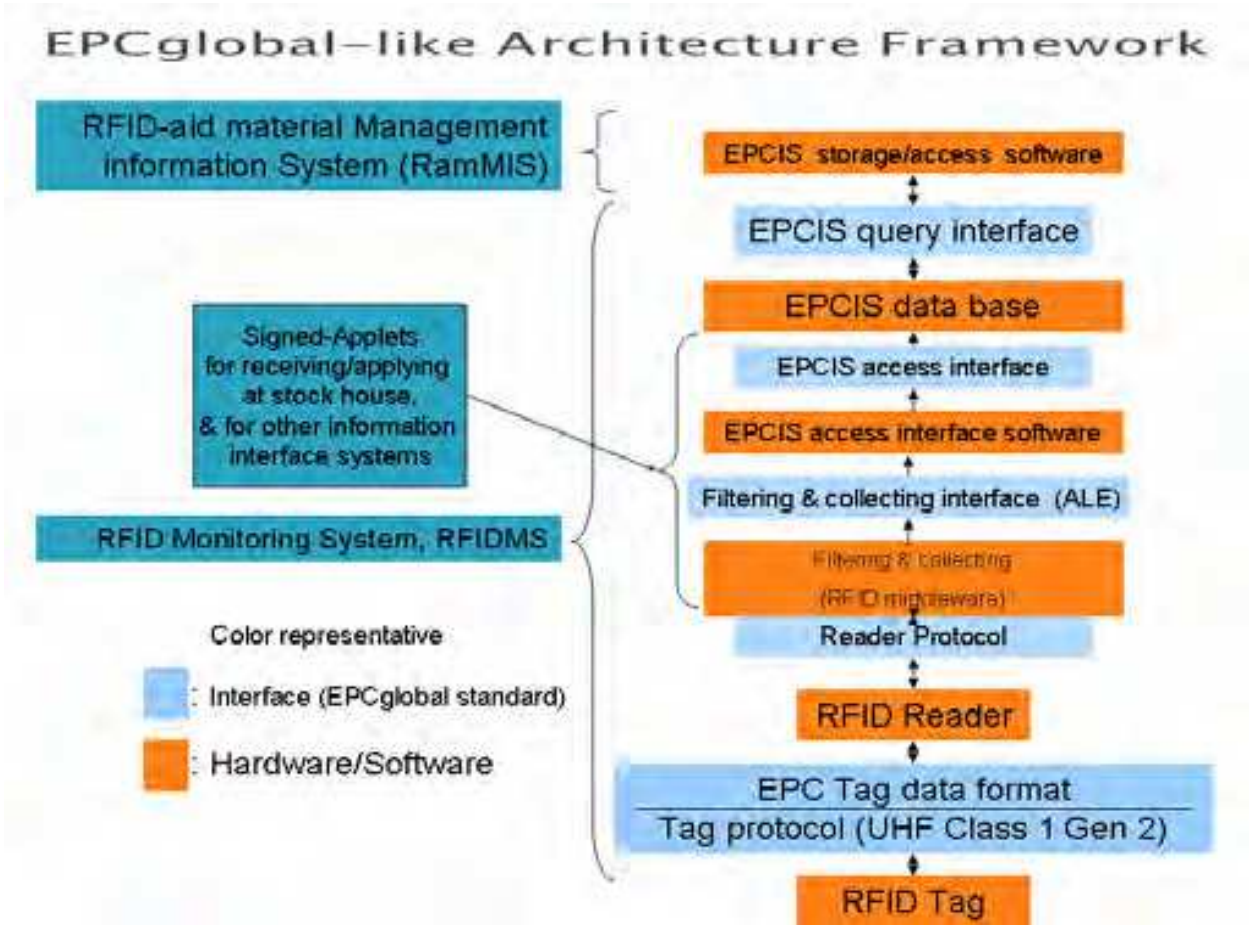 EPCglobal-like Architecture Framework
RFID-aid material Management
information System (RamMIS)
EPCIS storage/access software
EPCIS query interface
EPCIS data base
Signed-Applets
for receiving/applying
at stock house,
& for other information
interface systems
EPCIS access interface
EPCIS access interface software
Filtering & collecting interface (ALE)
RFID Monitoring System, RFIDMS
Filtering & collecting
(RFID middleware)
Reader Protocol
Color representative
: Interface (EPCglobal standard)
: Hardware/Software
RFID Reader
EPC Tag data format
Tag protocol (UHF Class 1 Gen 2)
RFID Tag